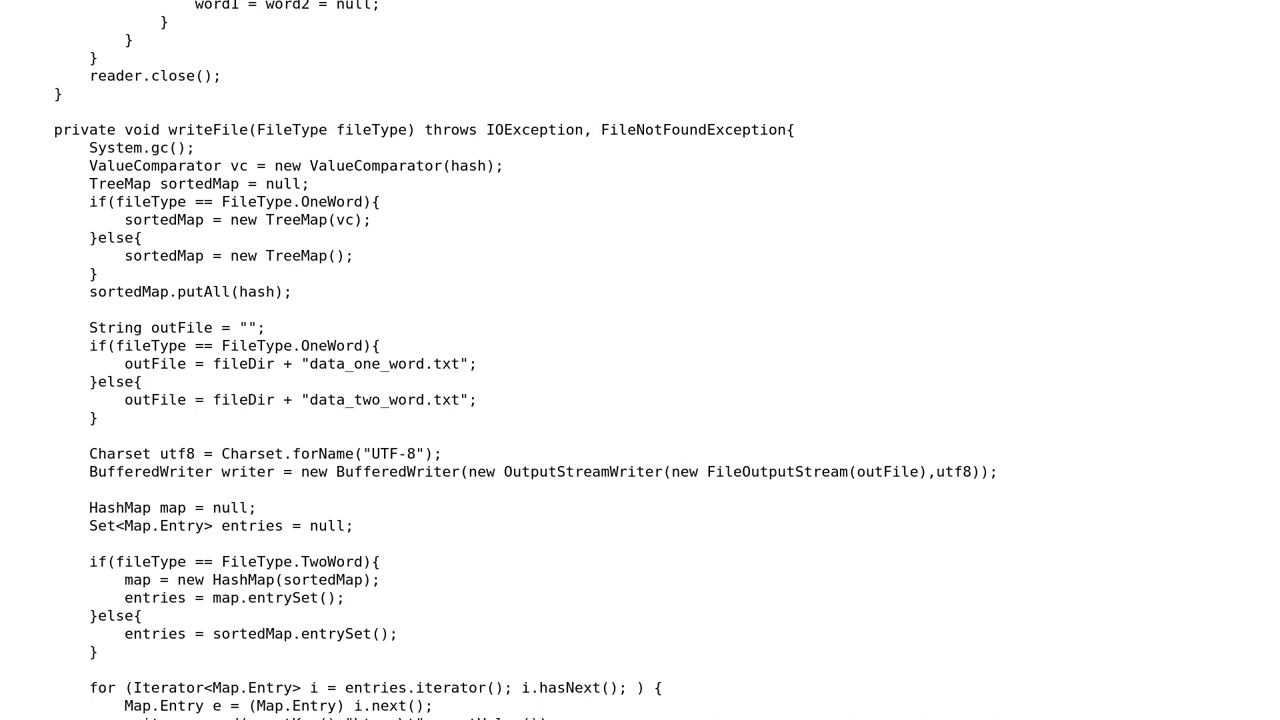 word1 = word2 = null;
}
}
}
reader.close();
}
private void writeFile(FileType fileType) throws IOException, FileNotFoundException{
System.gc();
ValueComparator vc = new ValueComparator(hash);
TreeMap sortedMap = null;
if(fileType == FileType.OneWord){
sortedMap = new TreeMap(vc);
}else{
sortedMap = new TreeMap();
}
sortedMap.putAll(hash);
String outFile = "";
if(fileType == FileType.OneWord){
outFile = fileDir + "data_one_word.txt";
}else{
outFile = fileDir + "data_two_word.txt";
}
Charset utf8 = Charset.forName("UTF-8");
BufferedWriter writer = new BufferedWriter(new OutputStreamWriter(new FileOutputStream(outFile),utf8));
HashMap map = null;
Set<Map.Entry> entries = null;
if(fileType == FileType.TwoWord){
map = new HashMap(sortedMap);
entries = map.entrySet();
}else{
entries = sortedMap.entrySet();
}
for (Iterator<Map.Entry> i = entries.iterator(); i.hasNext(); ) {
Map.Entry e = (Map.Entry) i.next();